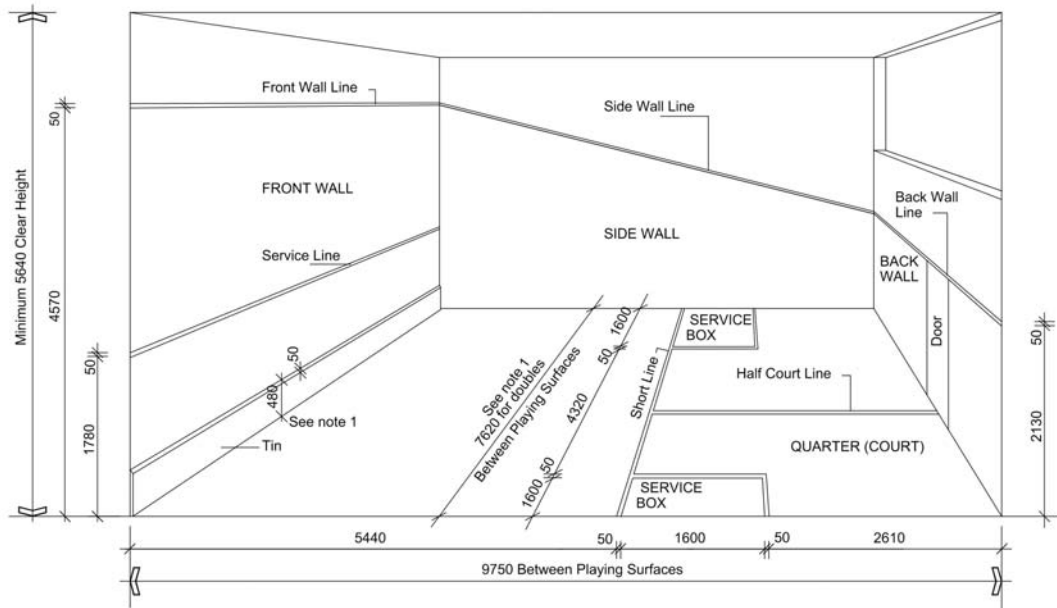 Minimum 5640 Clear Height
50
4570
50
1780
Front Wall Line
FRONT WALL
Service Line
50
480
See note 1
Tin
Side Wall Line
SIDE WALL
Back Wall
Line
BACK
WALL
Door
50
2130
See note 1
7620 for doubles
Between Playing Surfaces
1600
50
4320
50
1600
Short Line
SERVICE
BOX
Half Court Line
QUARTER (COURT)
SERVICE
BOX
5440
50
1600
50
2610
9750 Between Playing Surfaces